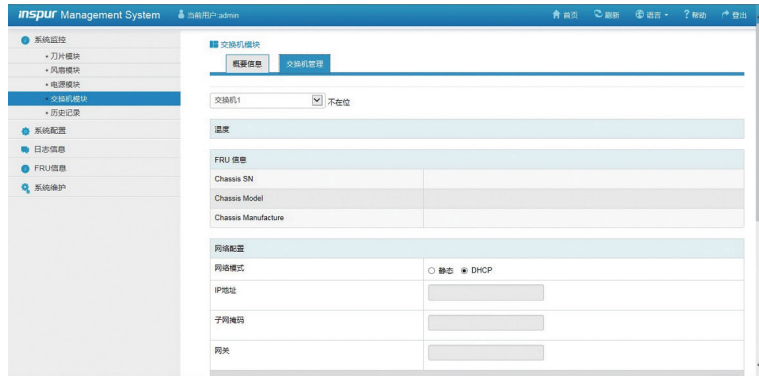 inspur Management System 当前用户:admin 首页 刷新 语言 帮助 登出
系统监控
刀片模块
风扇模块
电源模块
交换机模块
历史记录
系统配置
日志信息
FRU信息
系统维护
交换机模块
概要信息 交换机管理
交换机1 不在位
温度
FRU 信息
Chassis SN
Chassis Model
Chassis Manufacture
网络配置
网络模式 静态 DHCP
IP地址
子网掩码
网关